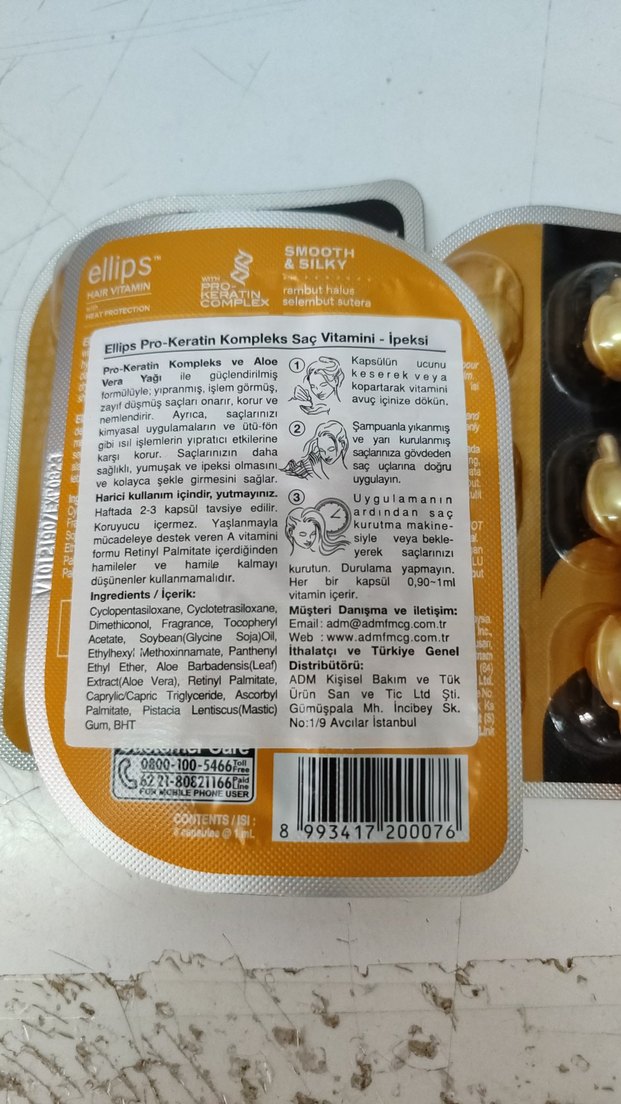 ellips™
HAIR VITAMIN
with
HEAT PROTECTION
WITH
PRO-
KERATIN
COMPLEX
SMOOTH
& SILKY
rambut halus
selembut sutera
Ellips Pro-Keratin Kompleks Saç Vitamini - İpeksi
Pro-Keratin Kompleks ve Aloe
Vera Yağı ile güçlendirilmiş
formülüyle; yıpranmış, işlem görmüş,
zayıf düşmüş saçları onarır, korur ve
nemlendirir. Ayrıca, saçlarınızı
kimyasal uygulamaların ve ütü-fön
gibi ısıl işlemlerin yıpratıcı etkilerine
karşı korur. Saçlarınızın daha
sağlıklı, yumuşak ve ipeksi olmasını
ve kolayca şekle girmesini sağlar.
Harici kullanım içindir, yutmayınız.
Haftada 2-3 kapsül tavsiye edilir.
Koruyucu içermez. Yaşlanmayla
mücadeleye destek veren A vitamini
formu Retinyl Palmitate içerdiğinden
hamileler ve hamile kalmayı
düşünenler kullanmamalıdır.
Ingredients / İçerik:
Cyclopentasiloxane, Cyclotetrasiloxane,
Dimethiconol, Fragrance, Tocopheryl
Acetate, Soybean(Glycine Soja)Oil,
Ethylhexyl Methoxinnamate, Panthenyl
Ethyl Ether, Aloe Barbadensis(Leaf)
Extract(Aloe Vera), Retinyl Palmitate,
Caprylic/Capric Triglyceride, Ascorbyl
Palmitate, Pistacia Lentiscus(Mastic)
Gum, BHT
1
Kapsülün ucunu
keserek veya
kopartarak vitamini
avuç içinize dökün.
2
Şampuanla yıkanmış
ve yarı kurulanmış
saçlarınıza gövdeden
saç uçlarına doğru
uygulayın.
3
Uygulamanın
ardından saç
kurutma makine-
siyle veya bekle-
yerek saçlarınızı
kurutun. Durulama yapmayın.
Her bir kapsül 0,90~1ml
vitamin içerir.
Müşteri Danışma ve iletişim:
Email: adm@admfmcg.com.tr
Web : www.admfmcg.com.tr
İthalatçı ve Türkiye Genel
Distribütörü:
ADM Kişisel Bakım ve Tük
Ürün San ve Tic Ltd Şti.
Gümüşpala Mh. İncibey Sk.
No:1/9 Avcılar İstanbul
Customer Care
0800-100-5466 Toll Free
62 21-80821166 Paid Line
FOR MOBILE PHONE USER
CONTENTS / ISI :
6 capsules @ 1 mL
8 993417 200076